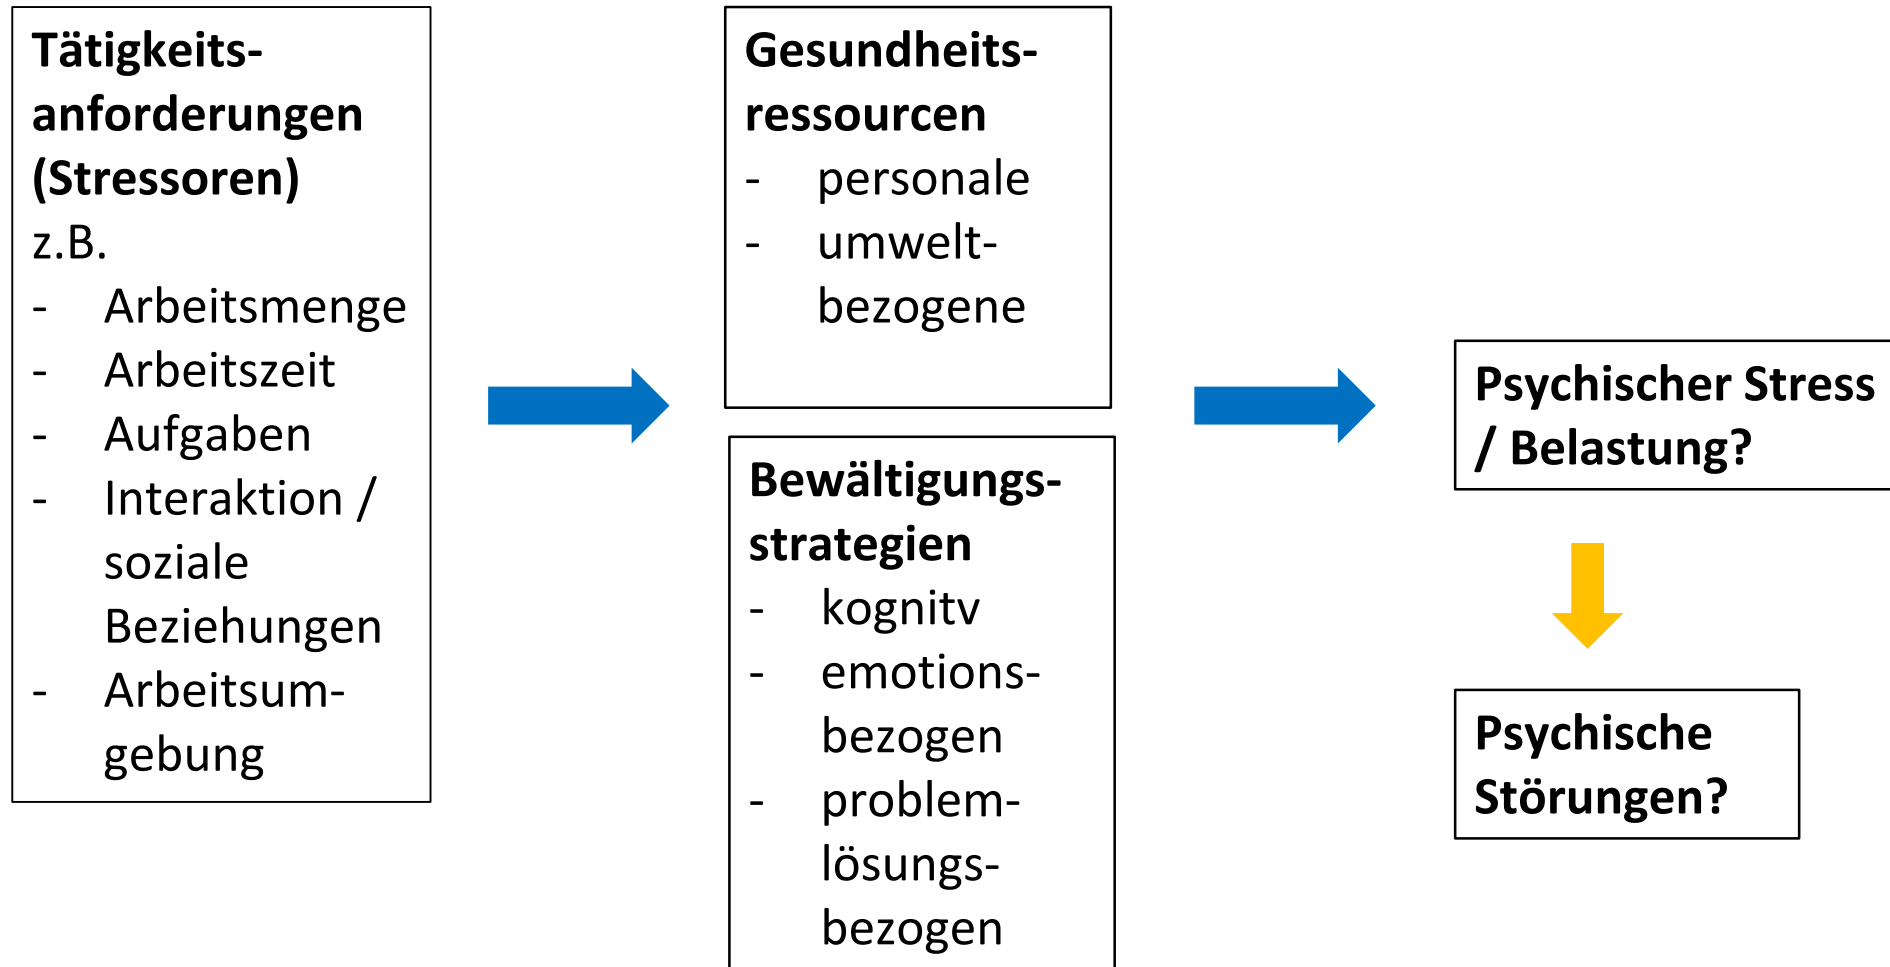 Tätigkeits-
anforderungen
(Stressoren)
z.B.
- Arbeitsmenge
- Arbeitszeit
- Aufgaben
- Interaktion /
soziale
Beziehungen
- Arbeitsum-
gebung
Gesundheits-
ressourcen
- personale
- umwelt-
bezogene
Bewältigungs-
strategien
- kognitv
- emotions-
bezogen
- problem-
lösungs-
bezogen
Psychischer Stress
/ Belastung?
Psychische
Störungen?